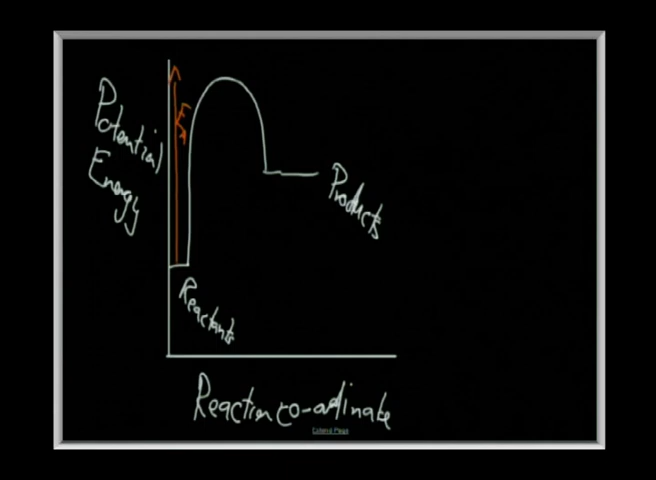 Potential
Energy
Ea
Products
Reactants
Reaction co-ordinate